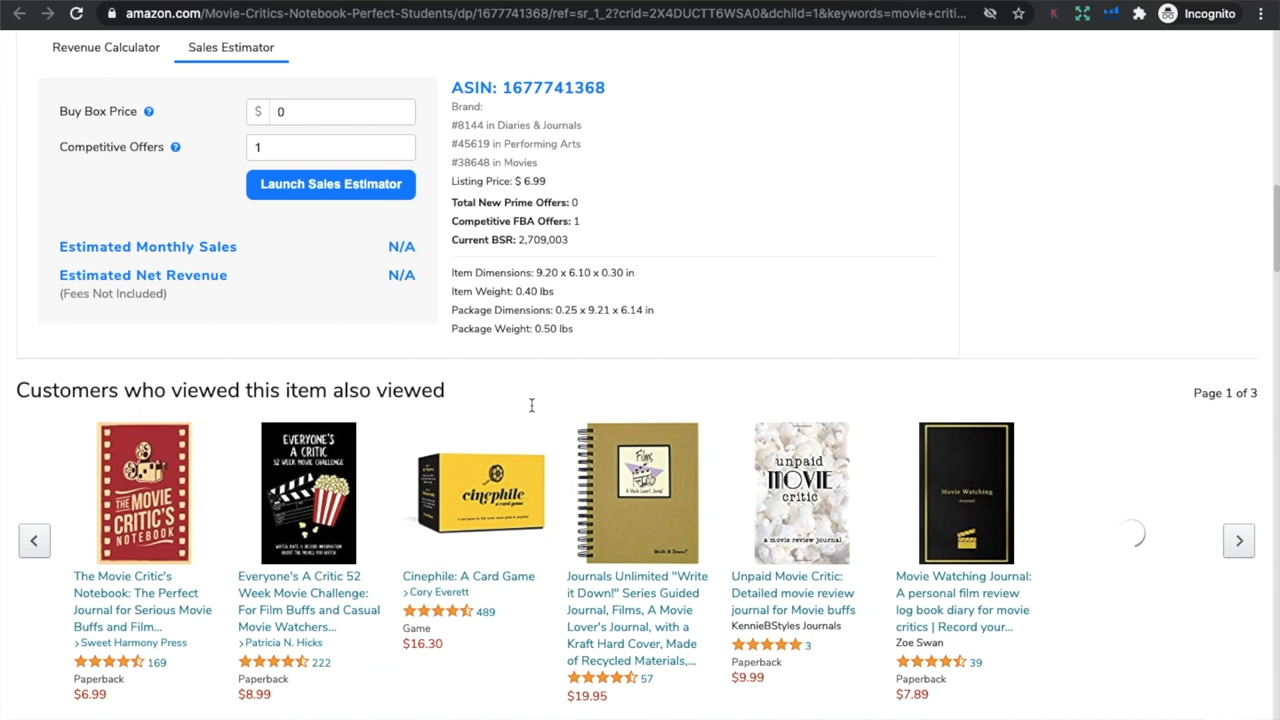 amazon.com/Movie-Critics-Notebook-Perfect-Students/dp/1677741368/ref=sr_1_2?crid=2X4DUCTT6WSA0&dchild=1&keywords=movie+criti...
K
Incognito
Revenue Calculator
Sales Estimator
Buy Box Price ?
$ 0
Competitive Offers ?
1
Launch Sales Estimator
Estimated Monthly Sales N/A
Estimated Net Revenue N/A
(Fees Not Included)
ASIN: 1677741368
Brand:
#8144 in Diaries & Journals
#45619 in Performing Arts
#38648 in Movies
Listing Price: $ 6.99
Total New Prime Offers: 0
Competitive FBA Offers: 1
Current BSR: 2,709,003
Item Dimensions: 9.20 x 6.10 x 0.30 in
Item Weight: 0.40 lbs
Package Dimensions: 0.25 x 9.21 x 6.14 in
Package Weight: 0.50 lbs
Customers who viewed this item also viewed
Page 1 of 3
THE MOVIE
CRITIC'S
NOTEBOOK
The Movie Critic's
Notebook: The Perfect
Journal for Serious Movie
Buffs and Film...
›Sweet Harmony Press
169
Paperback
$6.99
EVERYONE'S
A CRITIC
52 WEEK MOVIE CHALLENGE
Everyone's A Critic 52
Week Movie Challenge:
For Film Buffs and Casual
Movie Watchers...
›Patricia N. Hicks
222
Paperback
$8.99
cinephile
a card game
Cinephile: A Card Game
›Cory Everett
489
Game
$16.30
Films
A Movie Lover's Journal
Write it Down!
Journals Unlimited "Write
it Down!" Series Guided
Journal, Films, A Movie
Lover's Journal, with a
Kraft Hard Cover, Made
of Recycled Materials,...
57
$19.95
unpaid
MOVIE
critic
a movie review journal
Unpaid Movie Critic:
Detailed movie review
journal for Movie buffs
KennieBStyles Journals
3
Paperback
$9.99
Movie Watching
Journal
Movie Watching Journal:
A personal film review
log book diary for movie
critics | Record your...
Zoe Swan
39
Paperback
$7.89